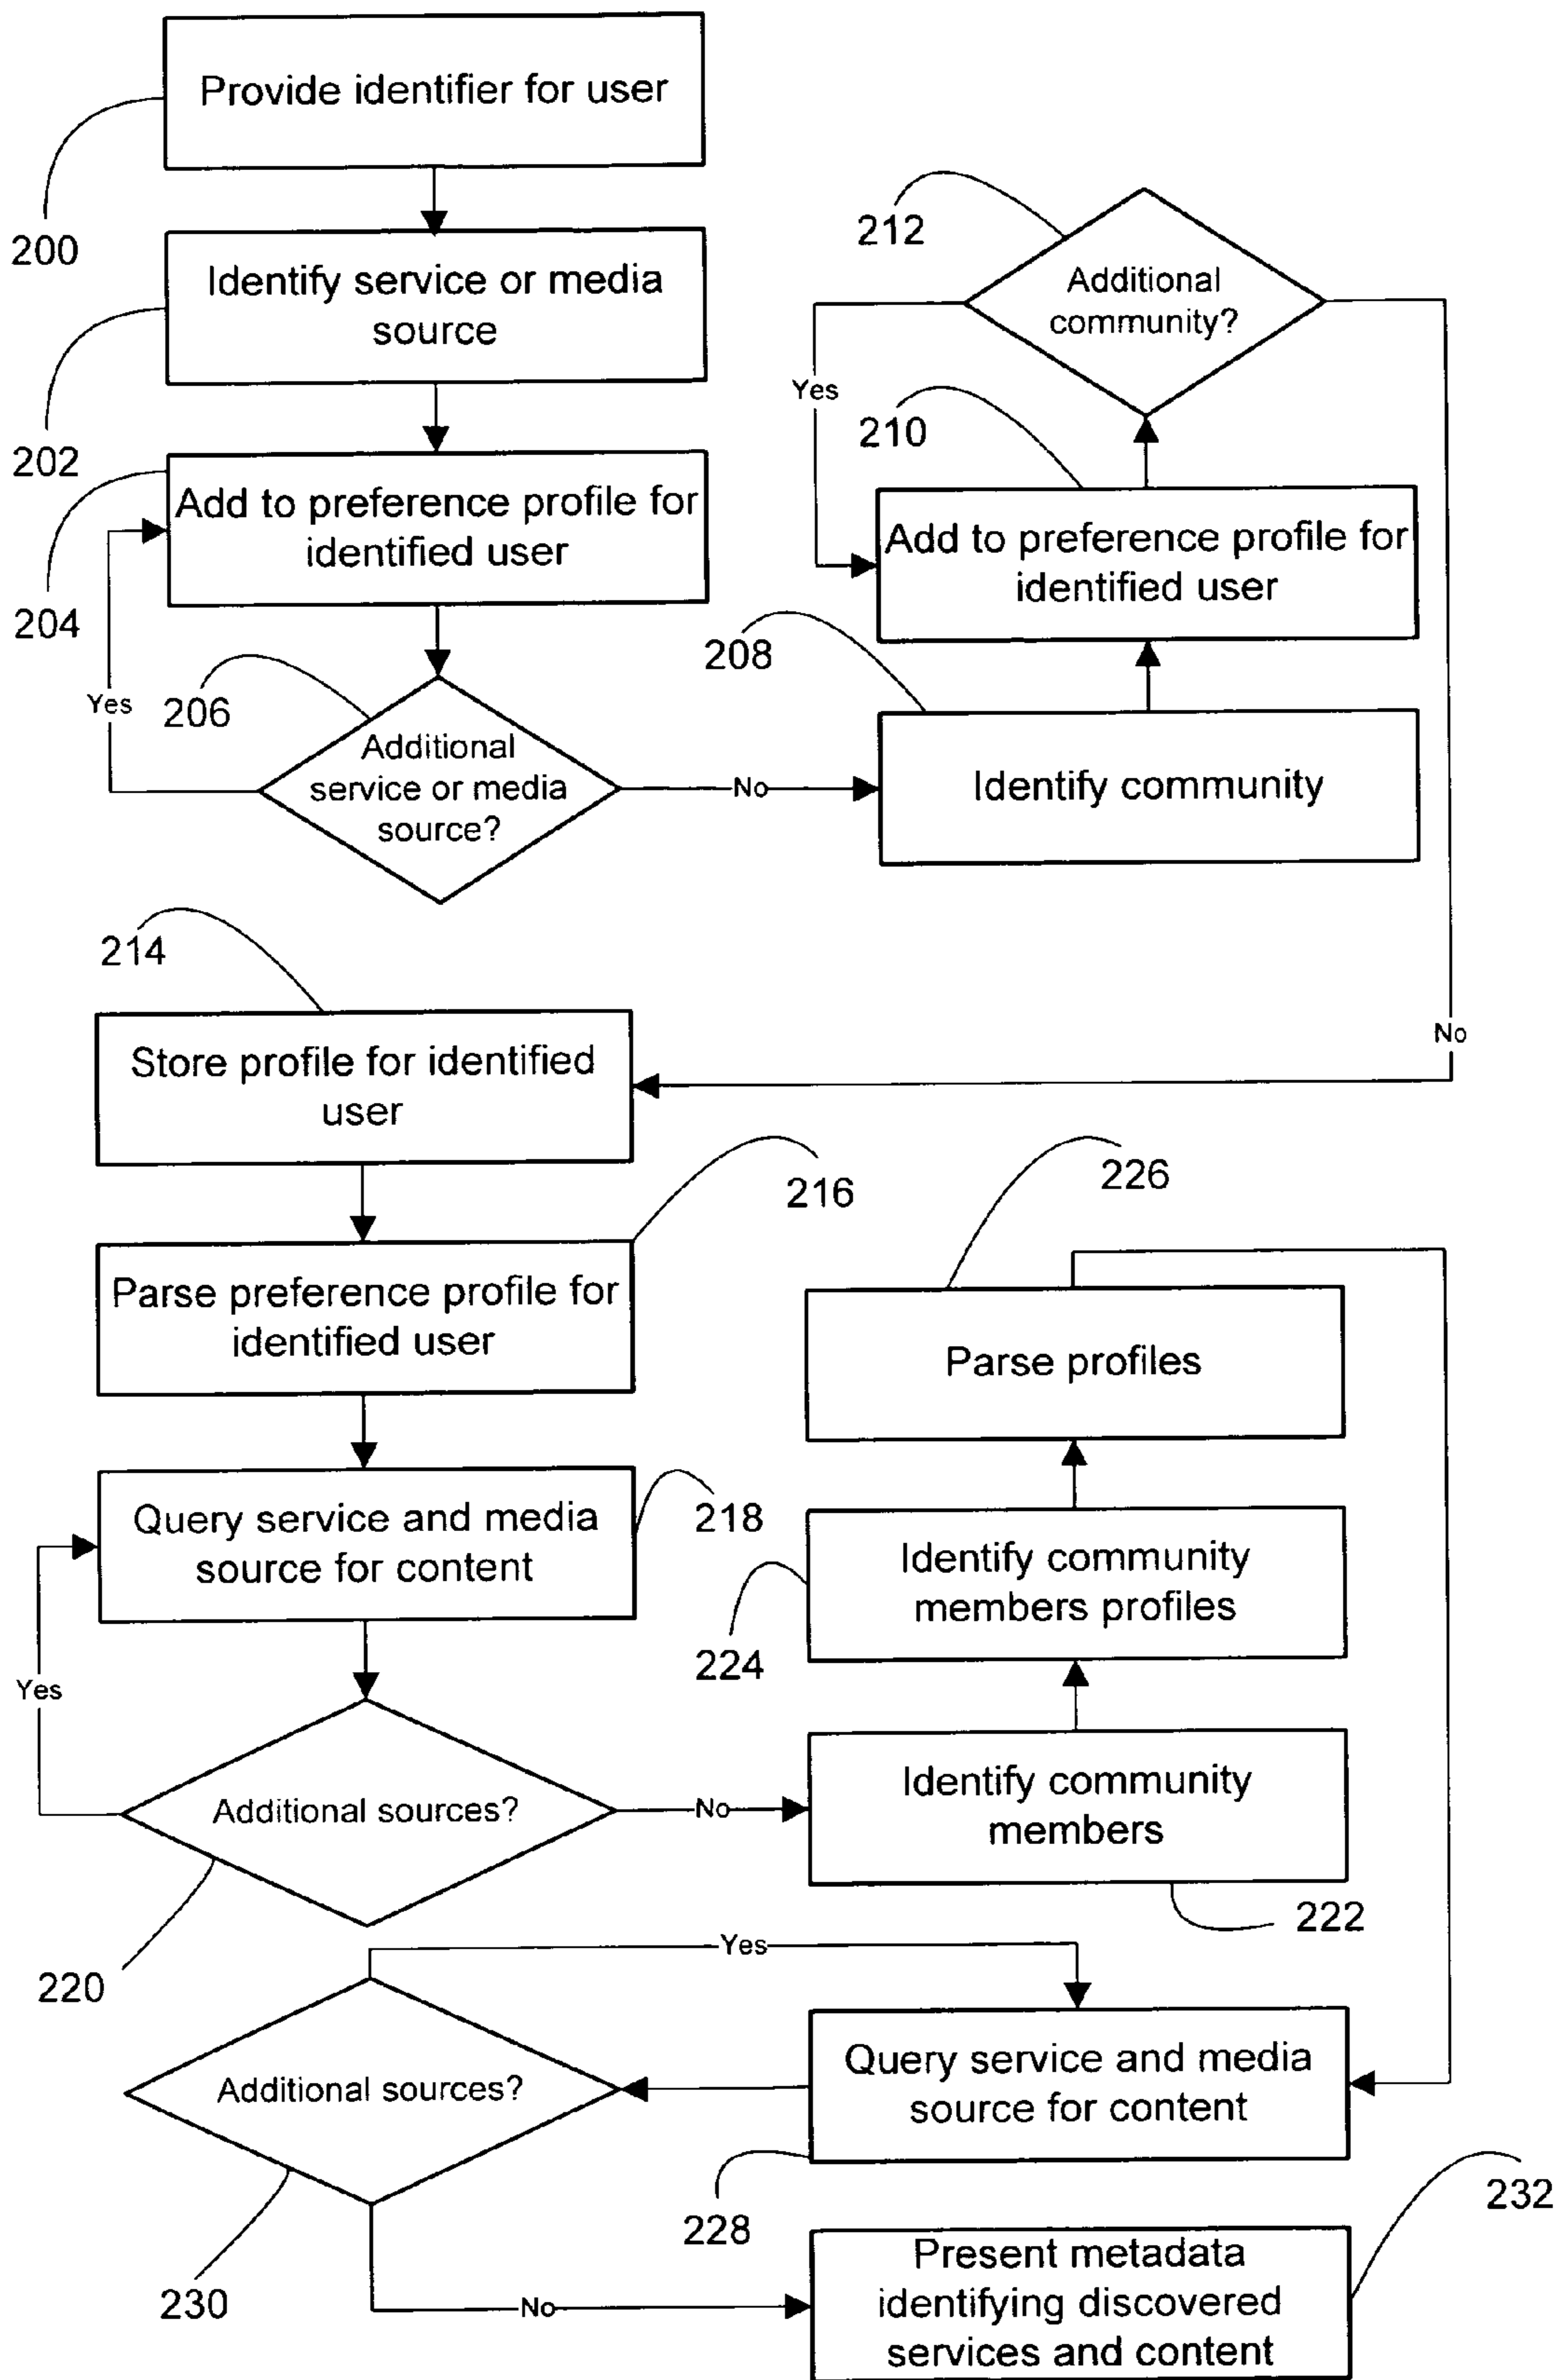 Provide identifier for user
200
Identify service or media
source
202
Add to preference profile for
identified user
204
Yes
206
Additional
service or media
source?
No
208
Identify community
210
Add to preference profile for
identified user
212
Additional
community?
Yes
No
214
Store profile for identified
user
216
Parse preference profile for
identified user
218
Query service and media
source for content
Yes
Additional sources?
220
No
Identify community
members
222
224
Identify community
members profiles
226
Parse profiles
Query service and media
source for content
228
Yes
Additional sources?
230
No
232
Present metadata
identifying discovered
services and content